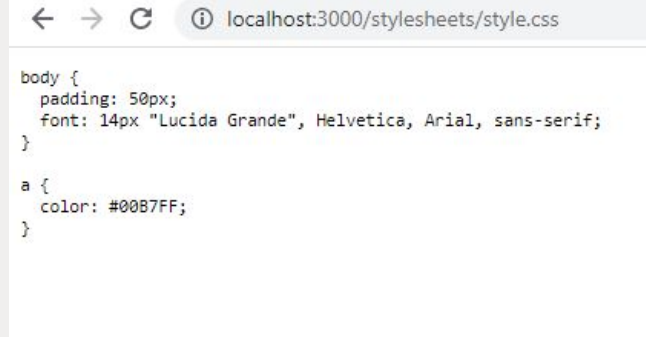 localhost:3000/stylesheets/style.css
body {
  padding: 50px;
  font: 14px "Lucida Grande", Helvetica, Arial, sans-serif;
}

a {
  color: #00B7FF;
}